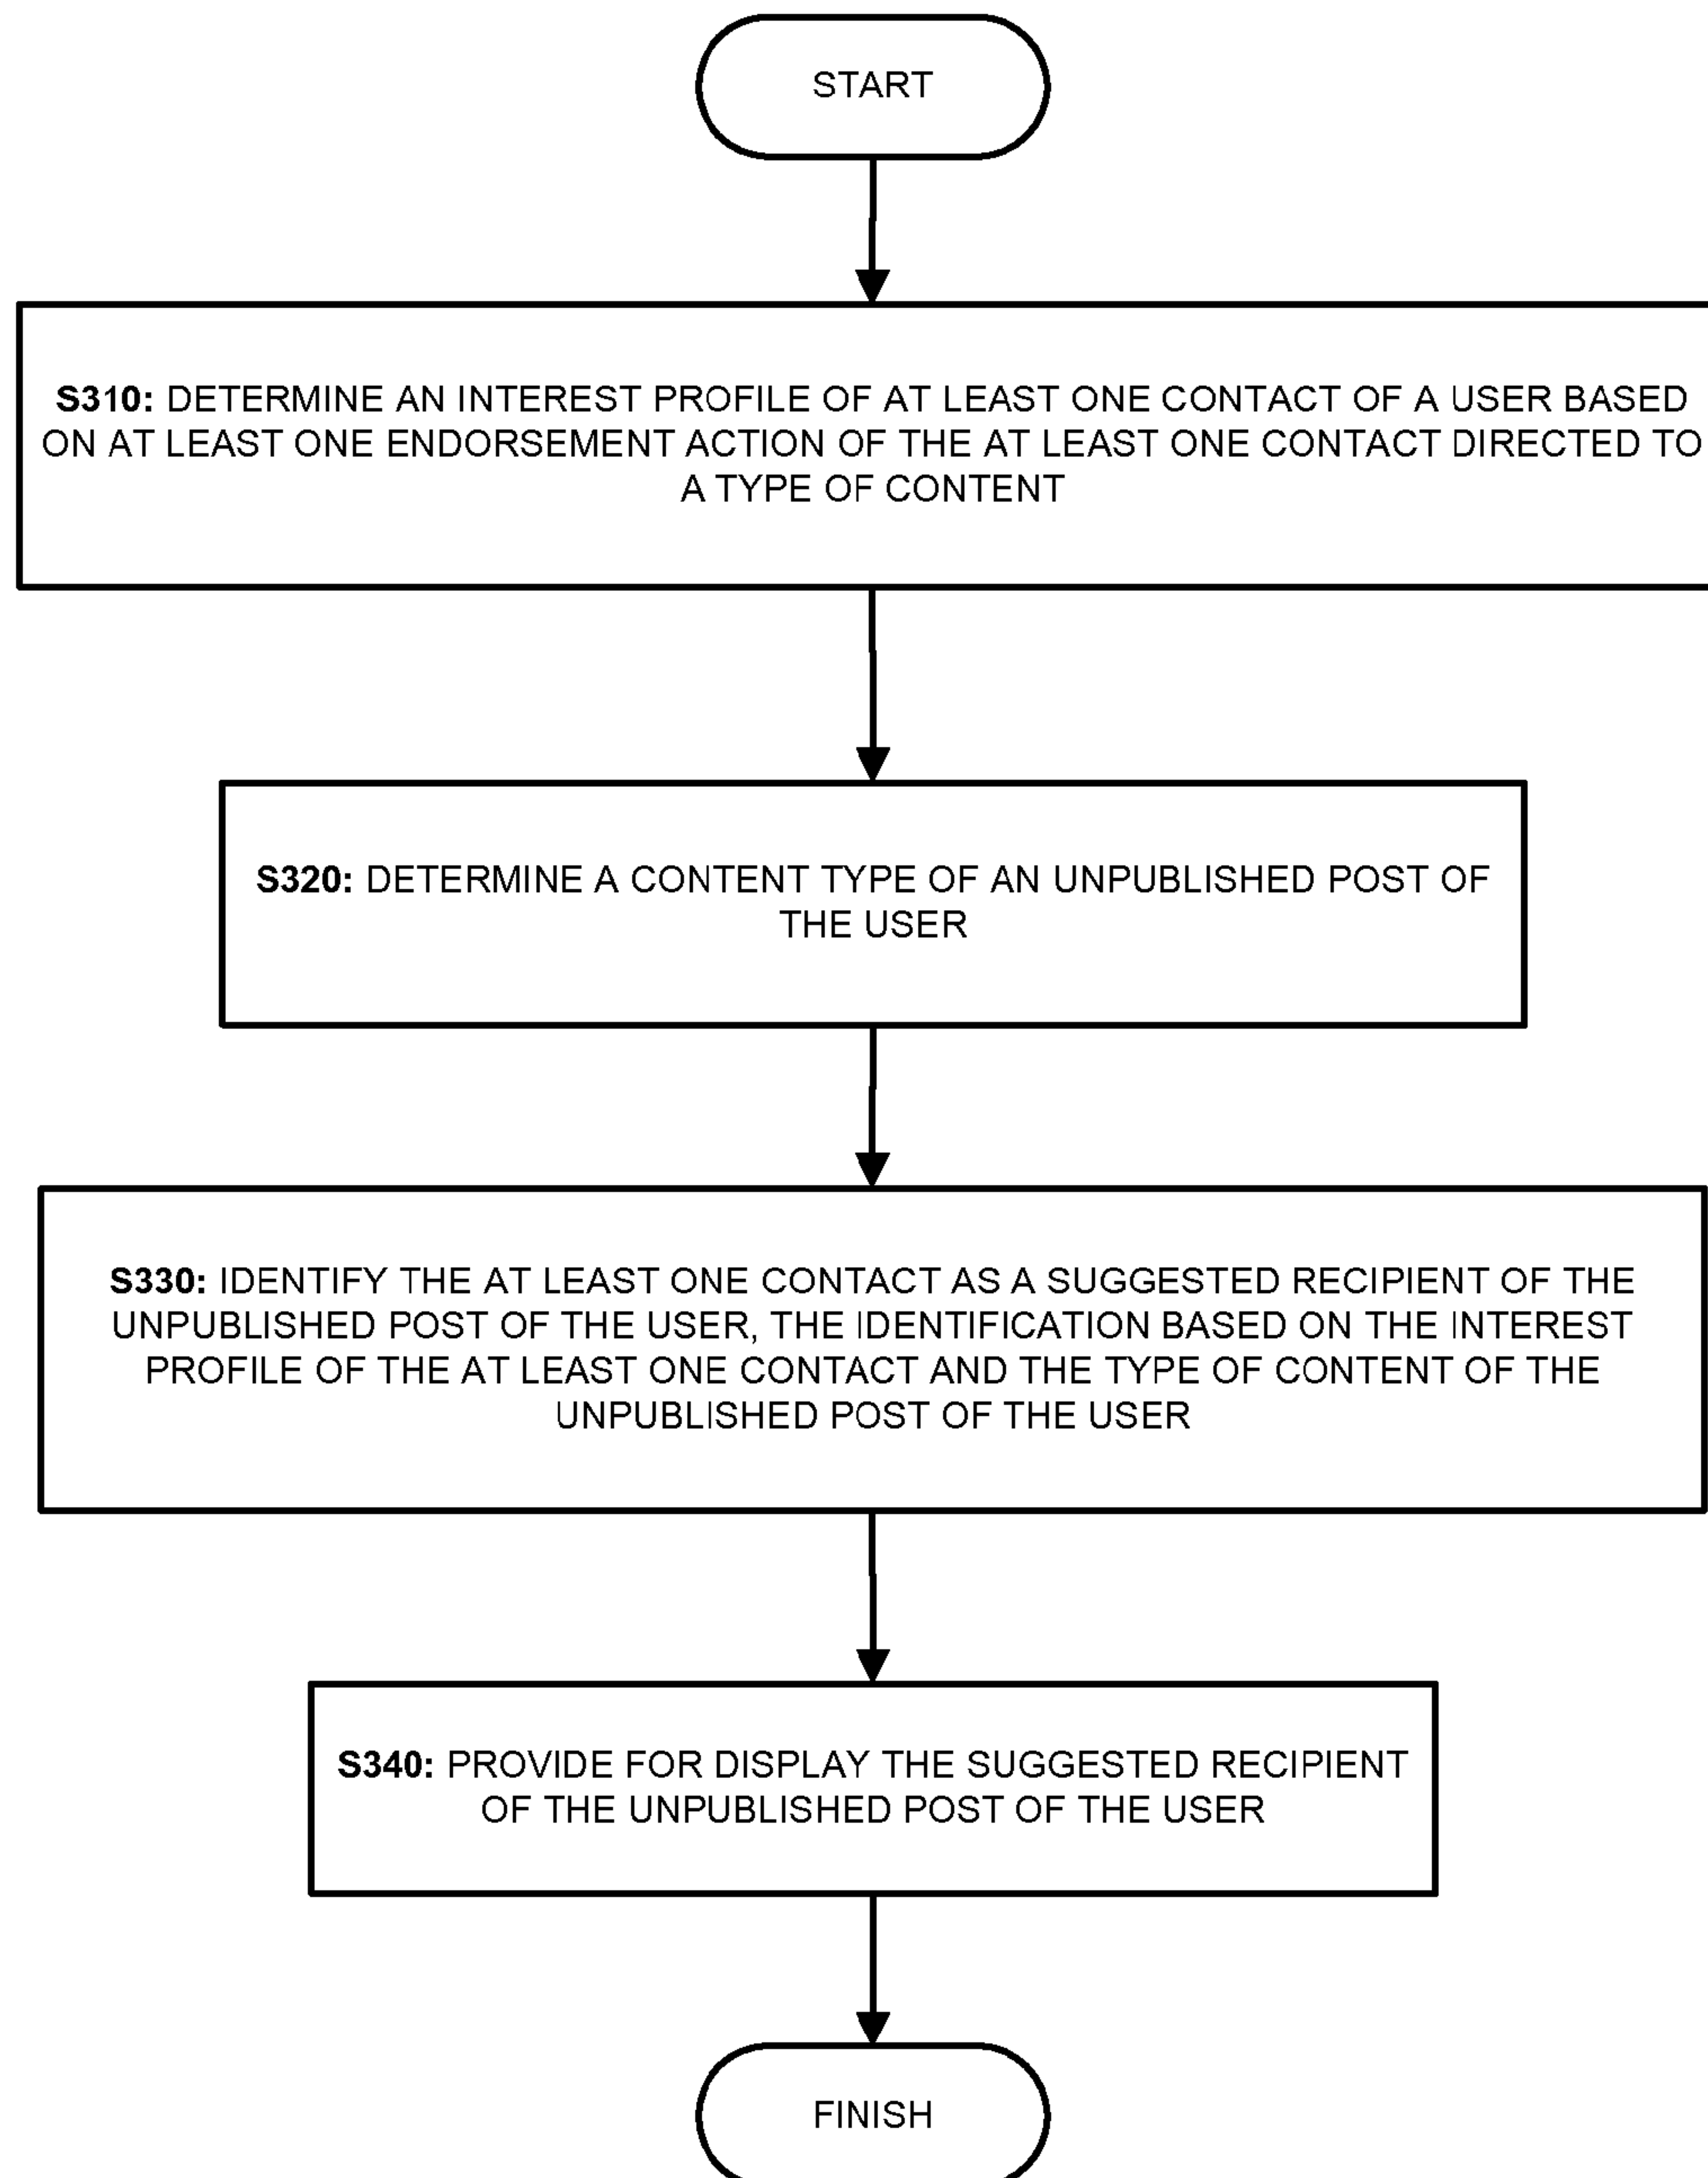 START
S310: DETERMINE AN INTEREST PROFILE OF AT LEAST ONE CONTACT OF A USER BASED
ON AT LEAST ONE ENDORSEMENT ACTION OF THE AT LEAST ONE CONTACT DIRECTED TO
A TYPE OF CONTENT
S320: DETERMINE A CONTENT TYPE OF AN UNPUBLISHED POST OF
THE USER
S330: IDENTIFY THE AT LEAST ONE CONTACT AS A SUGGESTED RECIPIENT OF THE
UNPUBLISHED POST OF THE USER, THE IDENTIFICATION BASED ON THE INTEREST
PROFILE OF THE AT LEAST ONE CONTACT AND THE TYPE OF CONTENT OF THE
UNPUBLISHED POST OF THE USER
S340: PROVIDE FOR DISPLAY THE SUGGESTED RECIPIENT
OF THE UNPUBLISHED POST OF THE USER
FINISH